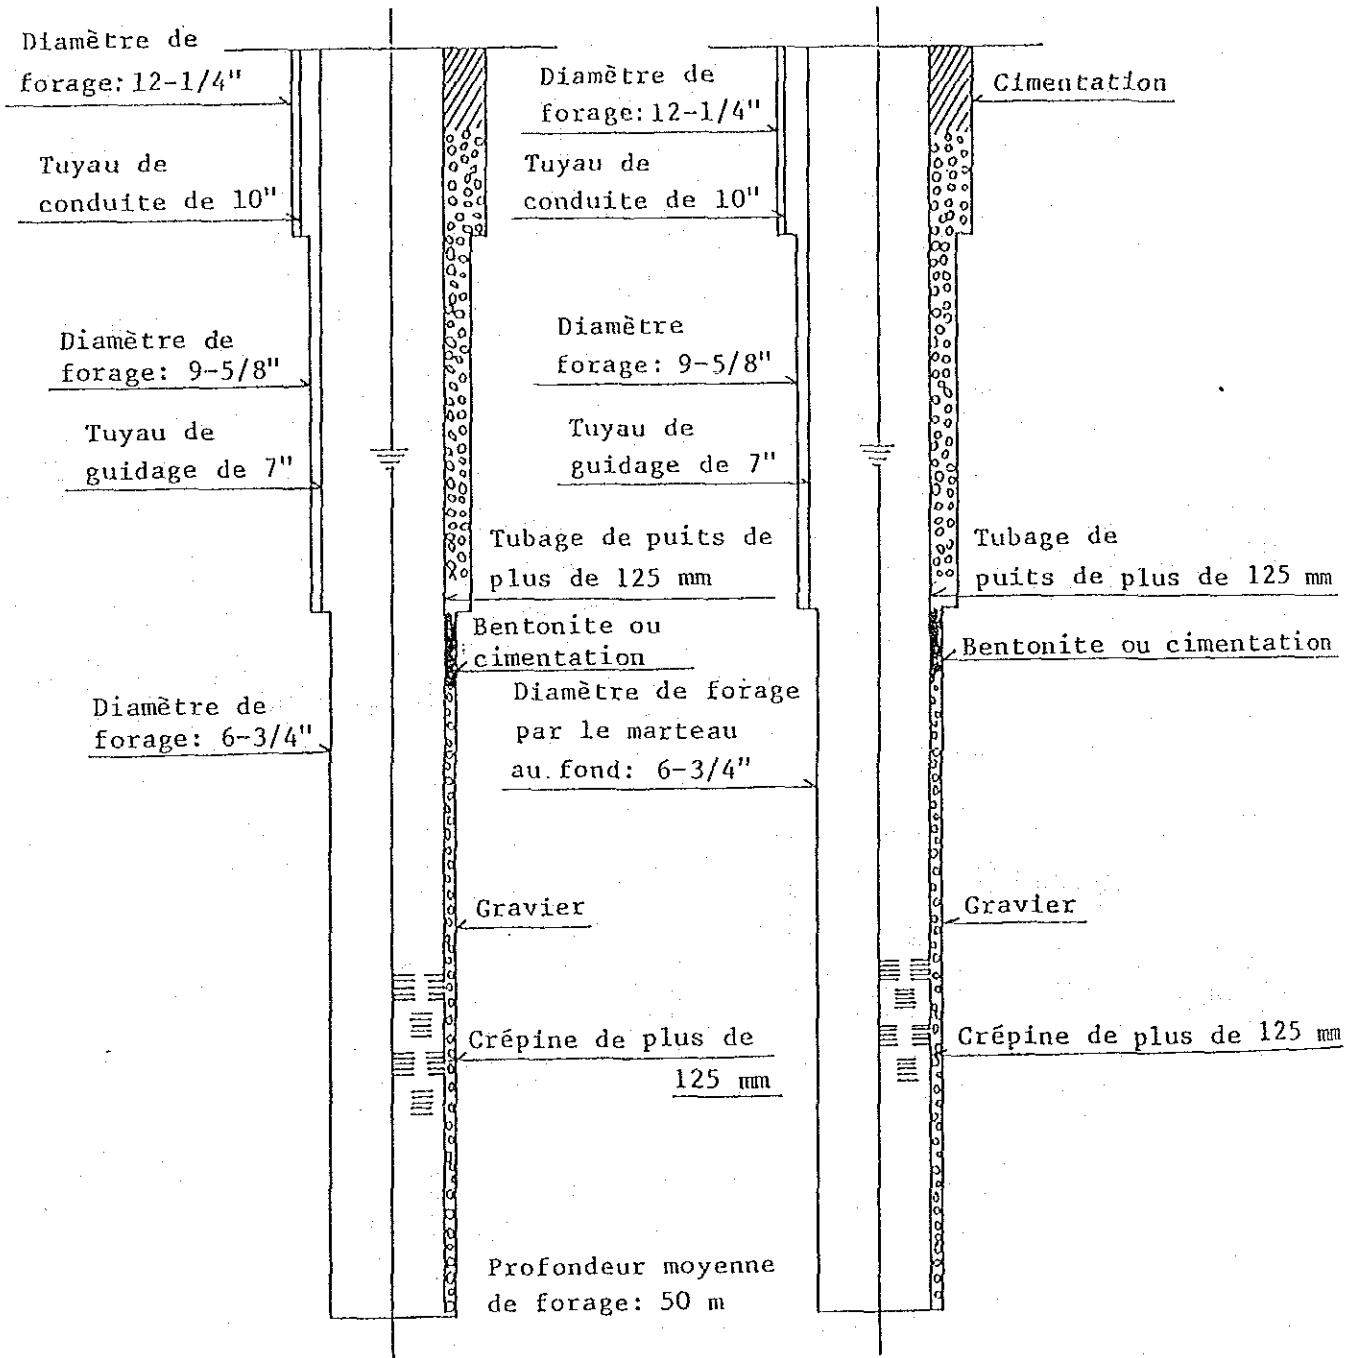 Diamètre de
forage: 12-1/4"
Tuyau de
conduite de 10"
Diamètre de
forage: 9-5/8"
Tuyau de
guidage de 7"
Diamètre de
forage: 6-3/4"
Tubage de puits de
plus de 125 mm
Bentonite ou
cimentation
Gravier
Crépine de plus de
125 mm
Profondeur moyenne
de forage: 50 m
Diamètre de
forage: 12-1/4"
Tuyau de
conduite de 10"
Diamètre
forage: 9-5/8"
Tuyau de
guidage de 7"
Diamètre de forage
par le marteau
au fond: 6-3/4"
Cimentation
Tubage de
puits de plus de 125 mm
Bentonite ou cimentation
Gravier
Crépine de plus de 125 mm